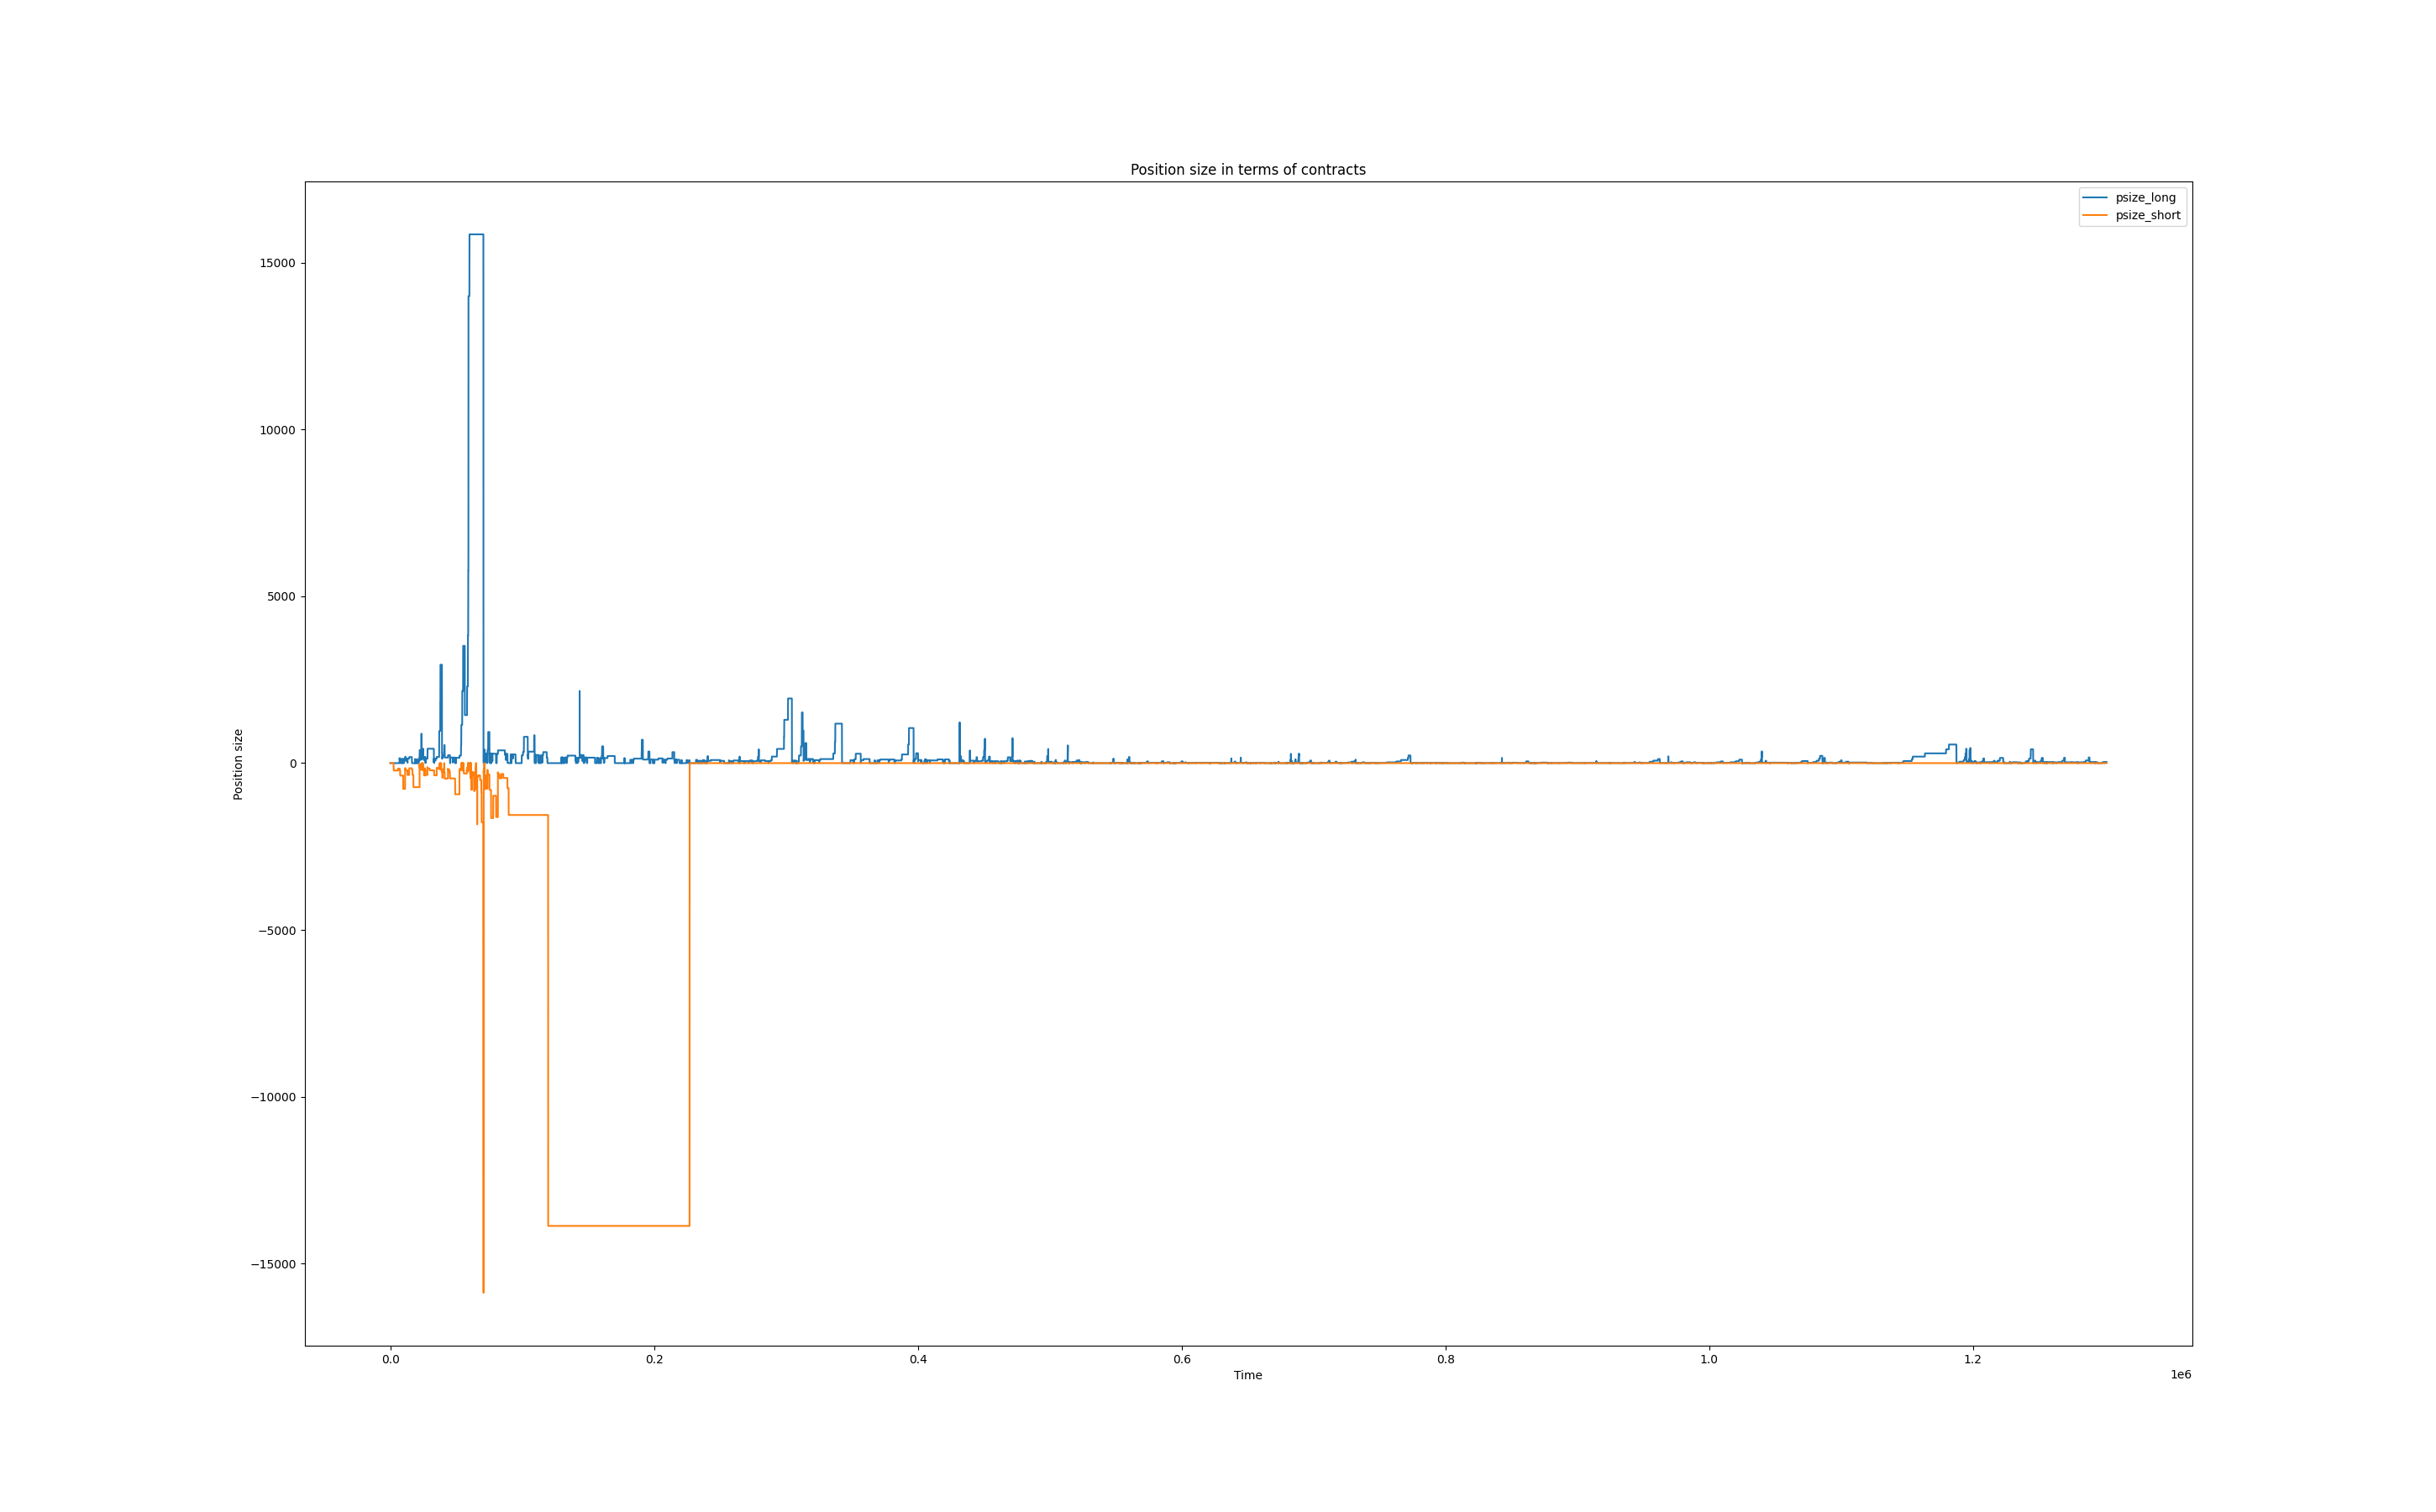 Position size in terms of contracts
psize_long
psize_short
15000
10000
5000
0
−5000
−10000
−15000
Position size
0.0 0.2 0.4 0.6 0.8 1.0 1.2
Time
1e6